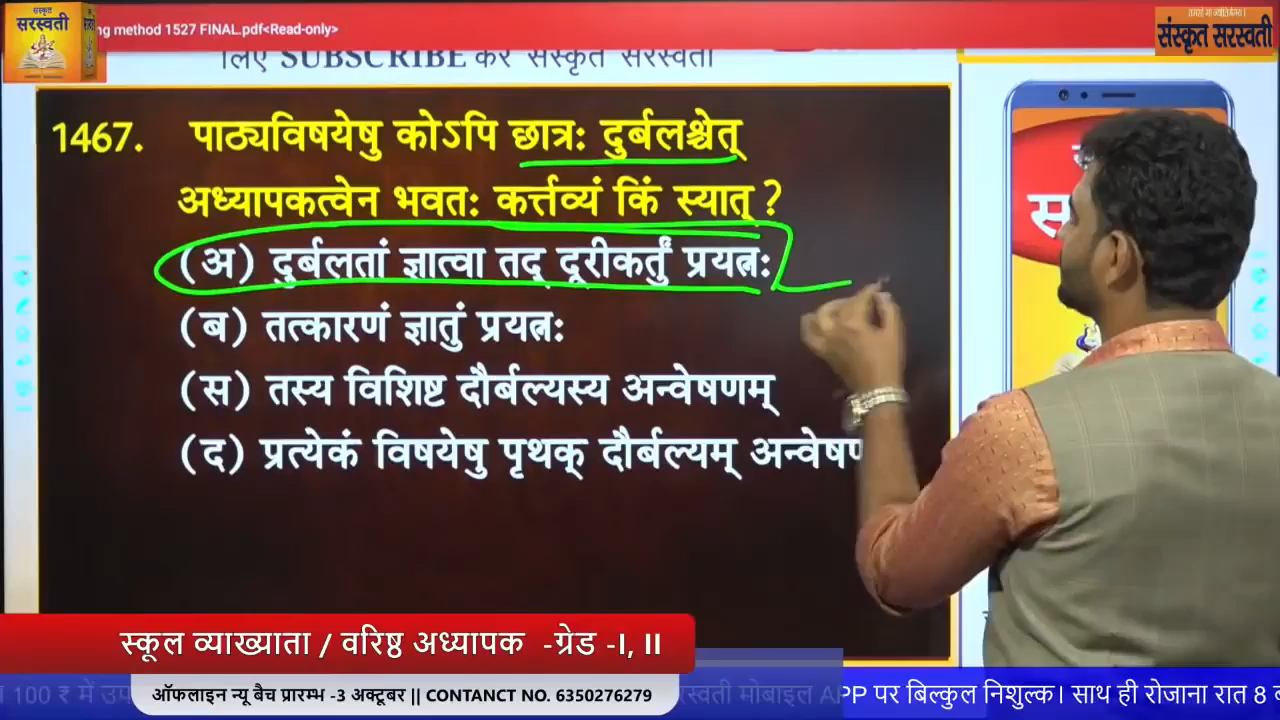 संस्कृत
सरस्वती
ng method 1527 FINAL.pdf<Read-only>
संस्कृत सरस्वती
लिए SUBSCRIBE करें संस्कृत सरस्वती
1467. पाठ्यविषयेषु कोऽपि छात्रः दुर्बलश्चेत्
अध्यापकत्वेन भवतः कर्त्तव्यं किं स्यात् ?
(अ) दुर्बलतां ज्ञात्वा तद् दूरीकर्तुं प्रयत्नः
(ब) तत्कारणं ज्ञातुं प्रयत्नः
(स) तस्य विशिष्ट दौर्बल्यस्य अन्वेषणम्
(द) प्रत्येकं विषयेषु पृथक् दौर्बल्यम्
स्कूल व्याख्याता / वरिष्ठ अध्यापक -ग्रेड -I, II
ऑफलाइन न्यू बैच प्रारम्भ -3 अक्टूबर || CONTANCT NO. 6350276279
100 ₹ में
मोबाइल APP पर बिल्कुल निशुल्क। साथ ही रोजाना रात 8